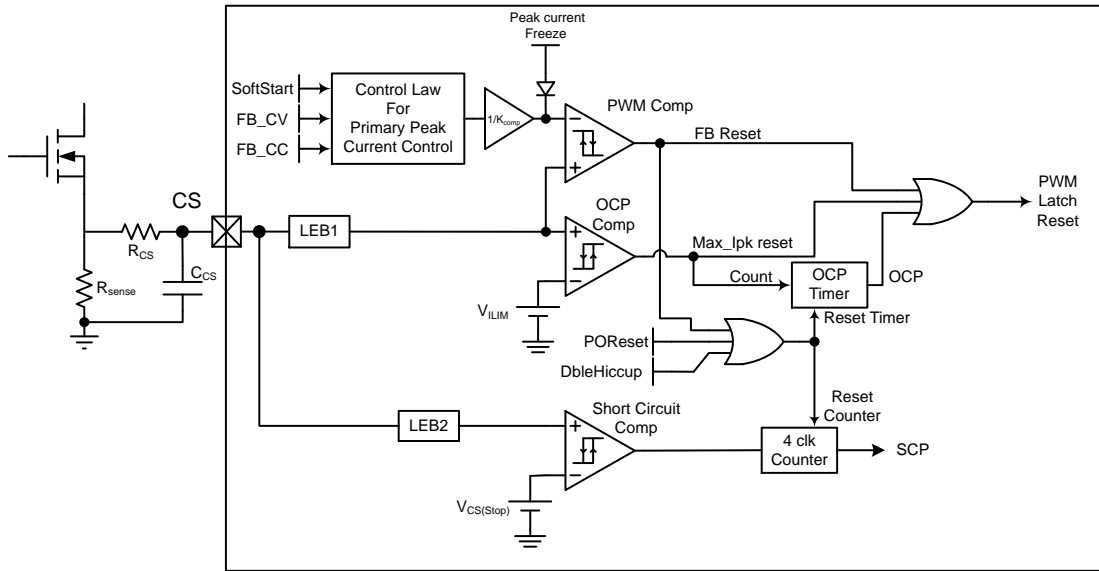 Peak current
Freeze
SoftStart
FB_CV
FB_CC
Control Law
For
Primary Peak
Current Control
1/Kcomp
PWM Comp
FB Reset
PWM
Latch
Reset
CS
LEB1
OCP
Comp
Max_Ipk reset
RCS
CCS
Rsense
Count
OCP
Timer
OCP
VILIM
Reset Timer
POReset
DbleHiccup
Reset
Counter
LEB2
Short Circuit
Comp
4 clk
Counter
SCP
VCS(Stop)